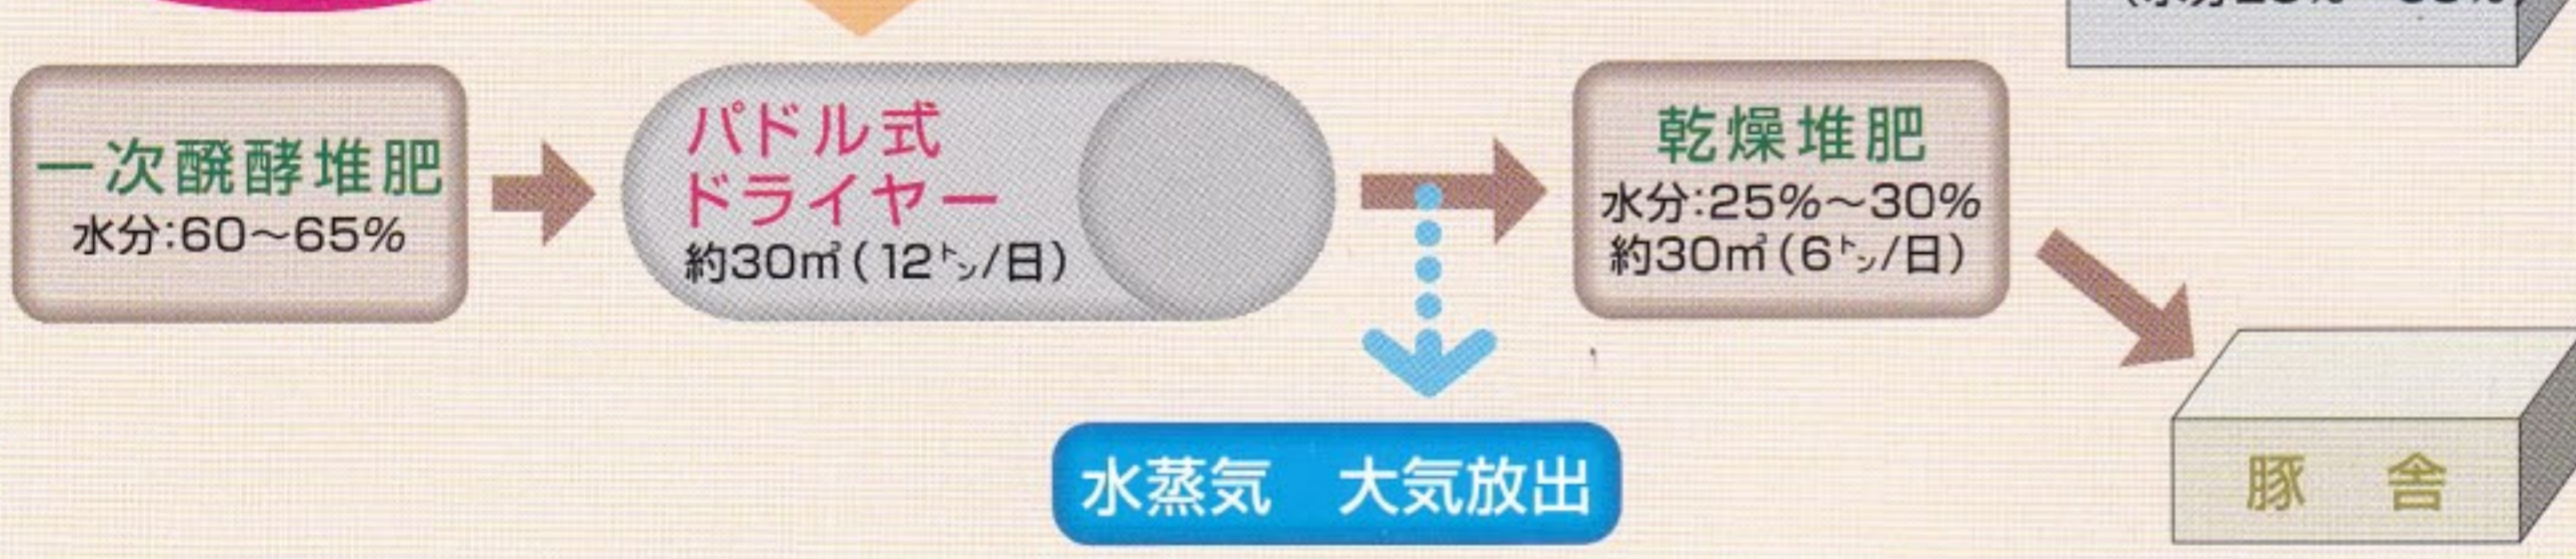 一次醗酵堆肥
水分:60～65%
パドル式
ドライヤー
約30㎥(12㌧/日)
乾燥堆肥
水分:25%～30%
約30㎥(6㌧/日)
水蒸気　大気放出
豚　舎